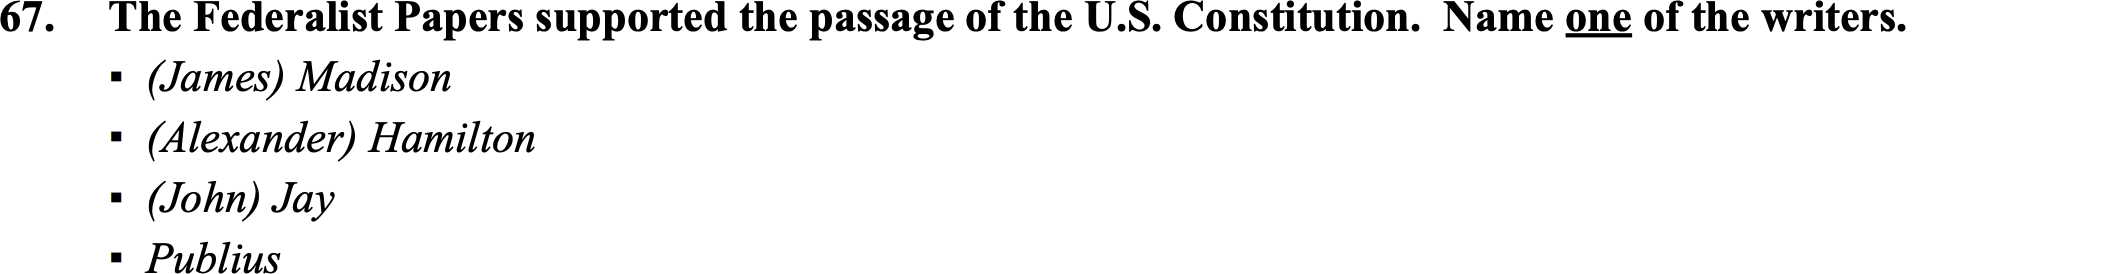 67. The Federalist Papers supported the passage of the U.S. Constitution. Name one of the writers.
▪ (James) Madison
▪ (Alexander) Hamilton
▪ (John) Jay
▪ Publius